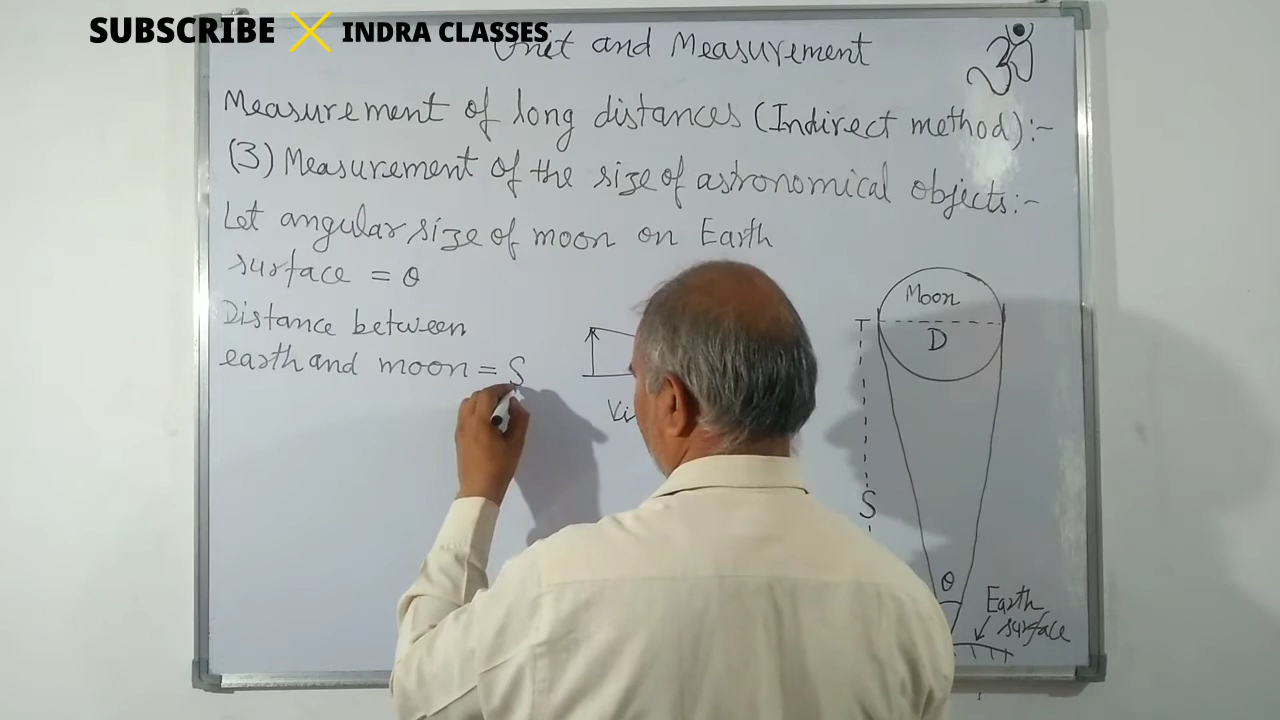 SUBSCRIBE INDRA CLASSES
Unit and Measurement
ॐ
Measurement of long distances (Indirect method):-
(3) Measurement of the size of astronomical objects:-
Let angular size of moon on Earth
surface = θ
Distance between
earth and moon = S
Moon
D
S
θ
Earth
surface